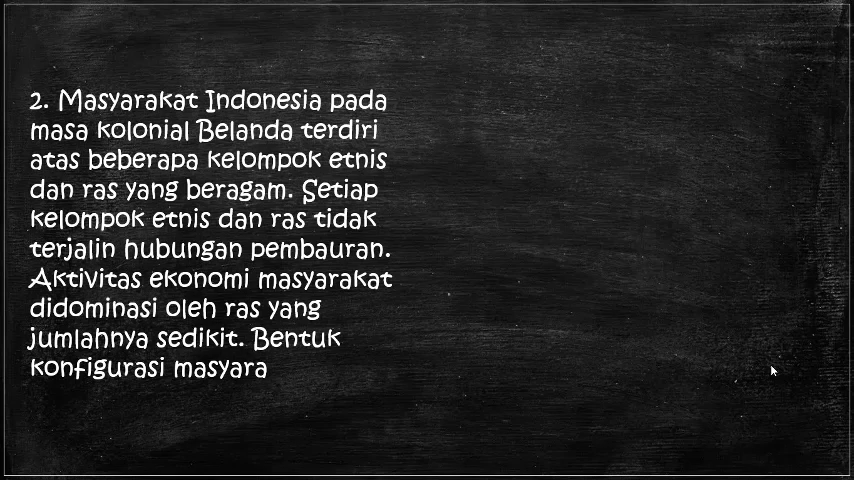 2. Masyarakat Indonesia pada
masa kolonial Belanda terdiri
atas beberapa kelompok etnis
dan ras yang beragam. Setiap
kelompok etnis dan ras tidak
terjalin hubungan pembauran.
Aktivitas ekonomi masyarakat
didominasi oleh ras yang
jumlahnya sedikit. Bentuk
konfigurasi masyara